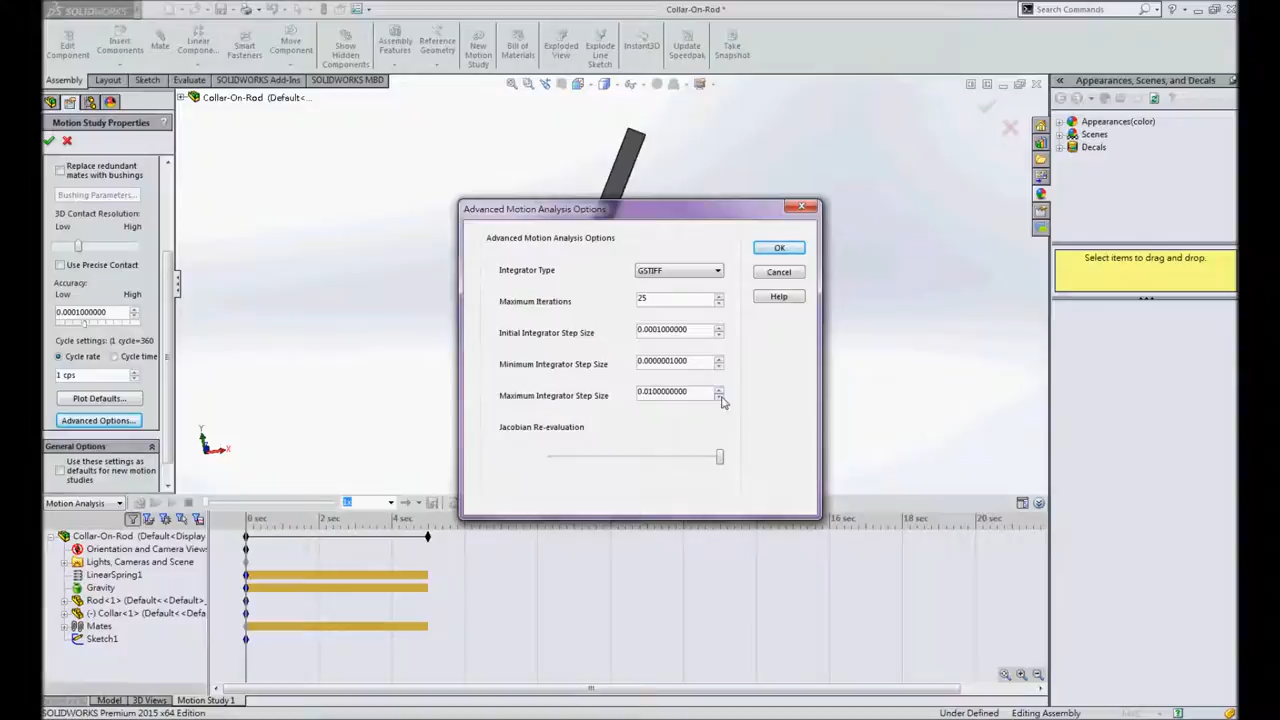 SOLIDWORKS
Collar-On-Rod *
Search Commands
Edit Component
Insert Components
Mate
Linear Compone...
Smart Fasteners
Move Component
Show Hidden Components
Assembly Features
Reference Geometry
New Motion Study
Bill of Materials
Exploded View
Explode Line Sketch
Instant3D
Update Speedpak
Take Snapshot
Assembly
Layout
Sketch
Evaluate
SOLIDWORKS Add-Ins
SOLIDWORKS MBD
Appearances, Scenes, and Decals
Collar-On-Rod (Default<...
Motion Study Properties
?
Appearances(color)
Scenes
Decals
Replace redundant
mates with bushings
Bushing Parameters...
3D Contact Resolution:
Low High
Use Precise Contact
Accuracy:
Low High
0.0001000000
Cycle settings: (1 cycle=360
Cycle rate Cycle time
1 cps
Plot Defaults...
Advanced Options...
General Options
Use these settings as
defaults for new motion
studies
Advanced Motion Analysis Options
Advanced Motion Analysis Options
Integrator Type GSTIFF
Maximum Iterations 25
Initial Integrator Step Size 0.0001000000
Minimum Integrator Step Size 0.0000001000
Maximum Integrator Step Size 0.0100000000
Jacobian Re-evaluation
OK
Cancel
Help
Select items to drag and drop.
Y
X
Motion Analysis
1x
0 sec 2 sec 4 sec 16 sec 18 sec 20 sec
Collar-On-Rod (Default<Display
Orientation and Camera Views
Lights, Cameras and Scene
LinearSpring1
Gravity
Rod<1> (Default<<Default>_
(-) Collar<1> (Default<<Defa
Mates
Sketch1
Model 3D Views Motion Study 1
SOLIDWORKS Premium 2015 x64 Edition
Under Defined Editing Assembly